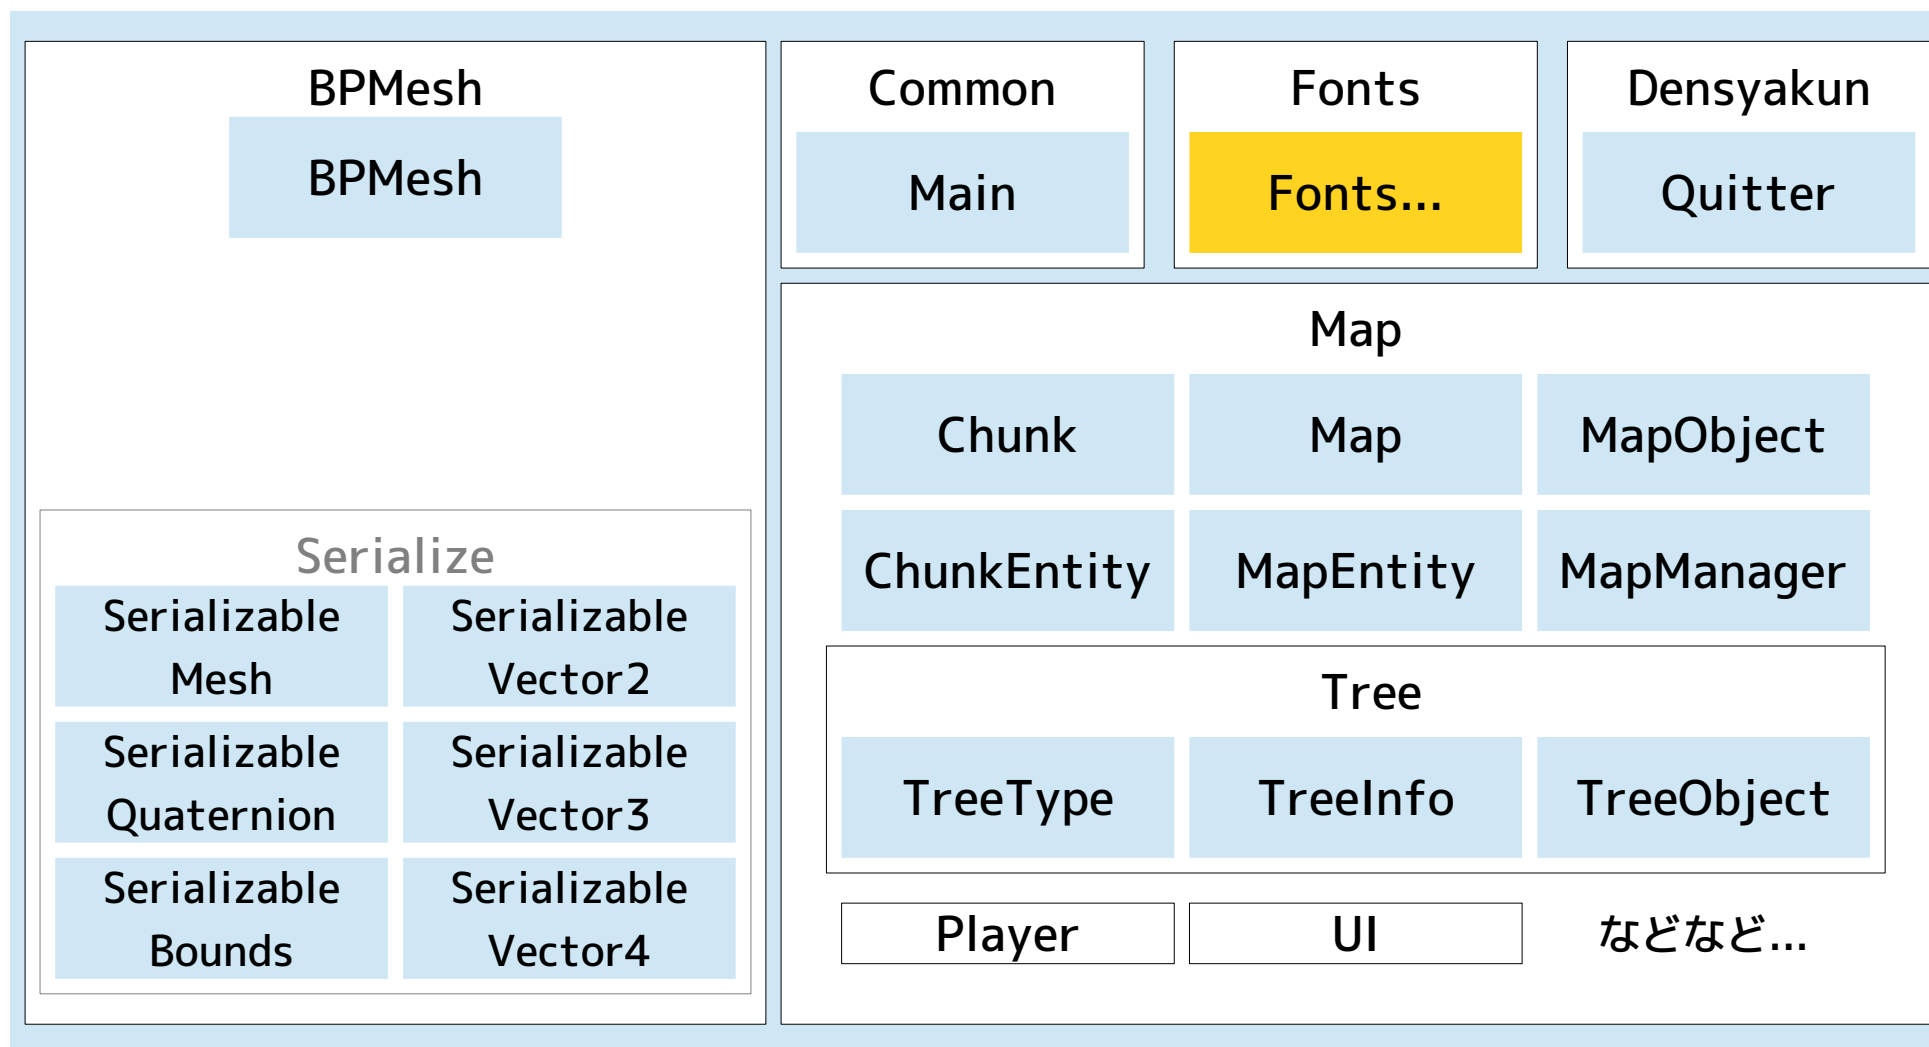 BPMesh
BPMesh
Serialize
Serializable
Mesh
Serializable
Vector2
Serializable
Quaternion
Serializable
Vector3
Serializable
Bounds
Serializable
Vector4
Common
Main
Fonts
Fonts...
Densyakun
Quitter
Map
Chunk
Map
MapObject
ChunkEntity
MapEntity
MapManager
Tree
TreeType
TreeInfo
TreeObject
Player
UI
などなど...